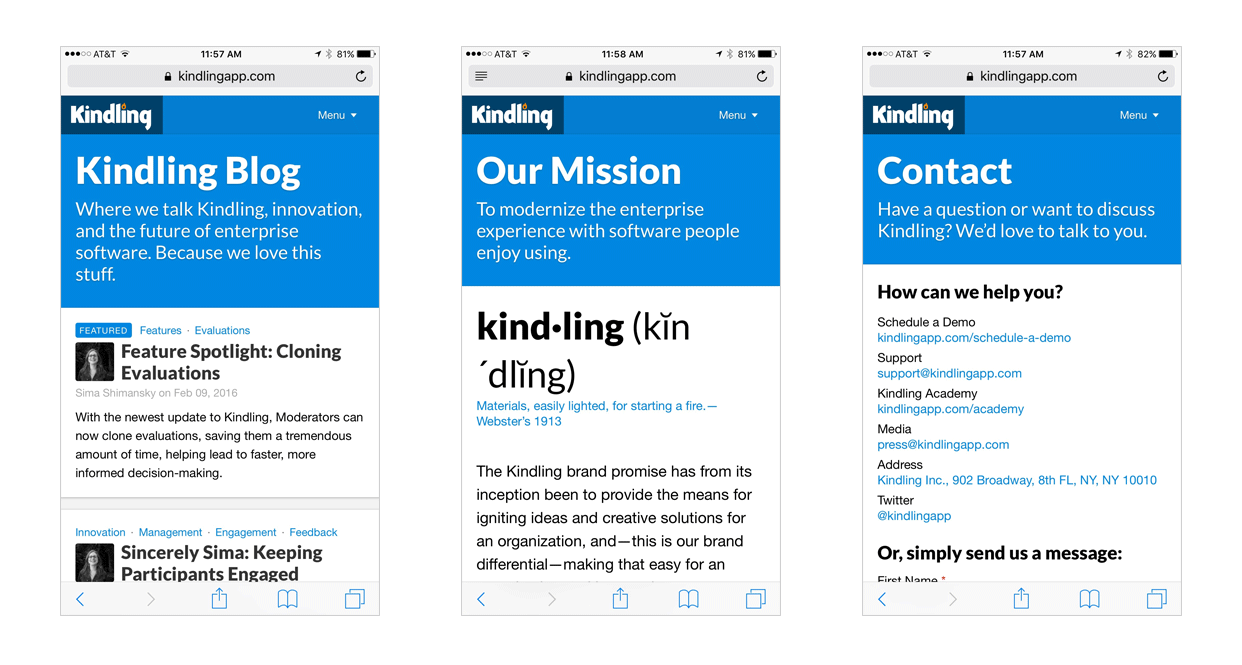 AT&T 11:57 AM 81%
kindlingapp.com
Kindling Menu
Kindling Blog
Where we talk Kindling, innovation,
and the future of enterprise
software. Because we love this
stuff.
FEATURED Features · Evaluations
Feature Spotlight: Cloning
Evaluations
Sima Shimansky on Feb 09, 2016
With the newest update to Kindling, Moderators can
now clone evaluations, saving them a tremendous
amount of time, helping lead to faster, more
informed decision-making.
Innovation · Management · Engagement · Feedback
Sincerely Sima: Keeping
Participants Engaged
AT&T 11:58 AM 81%
kindlingapp.com
Kindling Menu
Our Mission
To modernize the enterprise
experience with software people
enjoy using.
kind•ling (kĭn
´dlĭng)
Materials, easily lighted, for starting a fire.—
Webster's 1913
The Kindling brand promise has from its
inception been to provide the means for
igniting ideas and creative solutions for
an organization, and—this is our brand
differential—making that easy for an
AT&T 11:57 AM 82%
kindlingapp.com
Kindling Menu
Contact
Have a question or want to discuss
Kindling? We'd love to talk to you.
How can we help you?
Schedule a Demo
kindlingapp.com/schedule-a-demo
Support
support@kindlingapp.com
Kindling Academy
kindlingapp.com/academy
Media
press@kindlingapp.com
Address
Kindling Inc., 902 Broadway, 8th FL, NY, NY 10010
Twitter
@kindlingapp
Or, simply send us a message:
First Name *